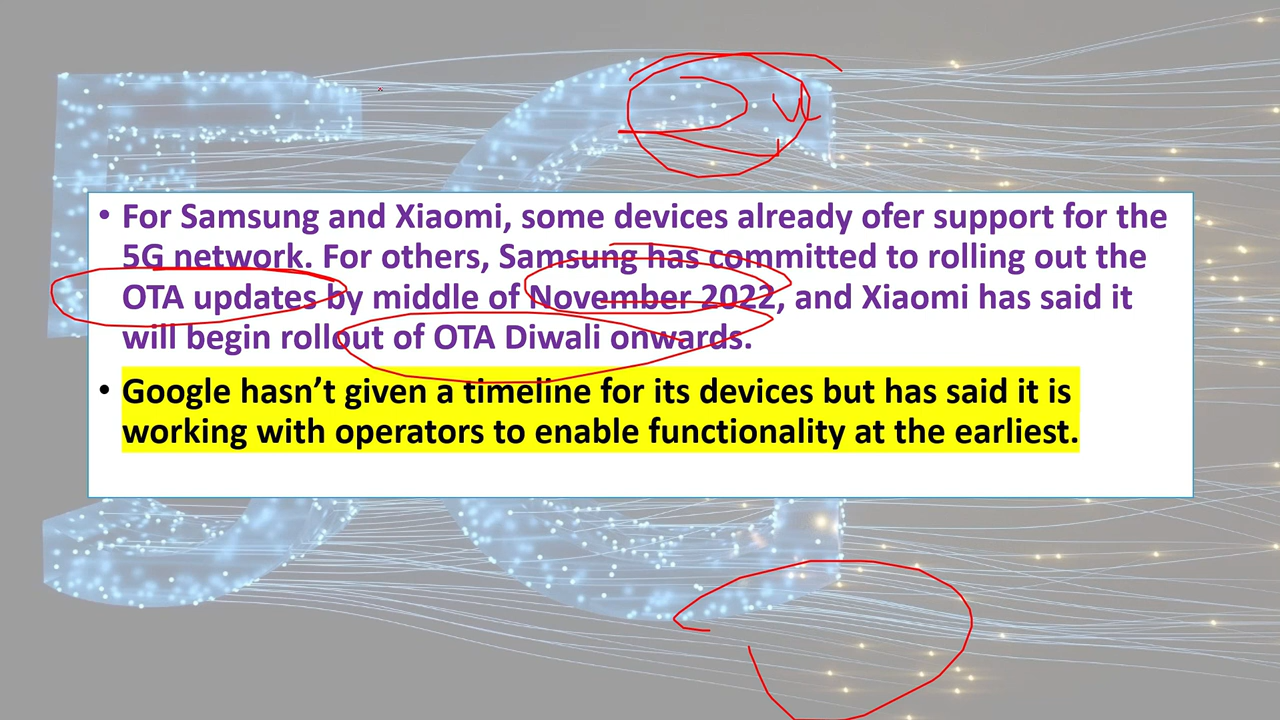 • For Samsung and Xiaomi, some devices already ofer support for the
5G network. For others, Samsung has committed to rolling out the
OTA updates by middle of November 2022, and Xiaomi has said it
will begin rollout of OTA Diwali onwards.
• Google hasn’t given a timeline for its devices but has said it is
working with operators to enable functionality at the earliest.